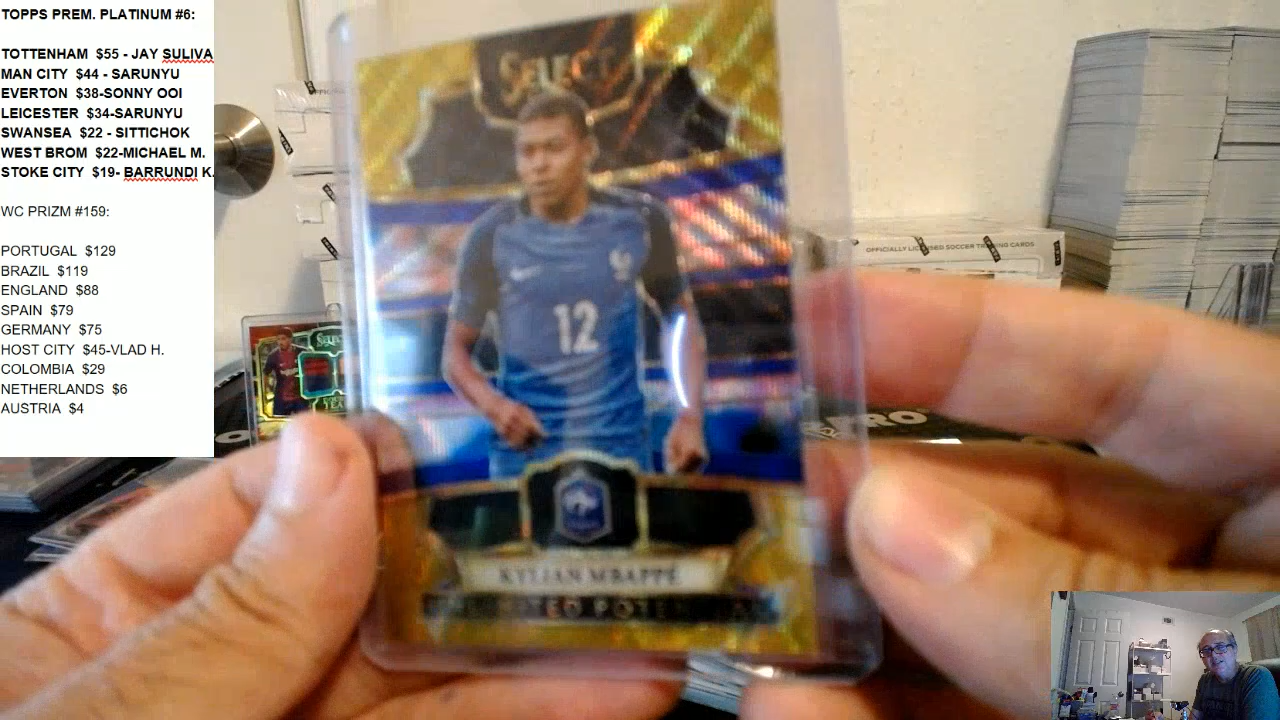 TOPPS PREM. PLATINUM #6:
TOTTENHAM $55 - JAY SULIVA
MAN CITY $44 - SARUNYU
EVERTON $38-SONNY OOI
LEICESTER $34-SARUNYU
SWANSEA $22 - SITTICHOK
WEST BROM $22-MICHAEL M.
STOKE CITY $19- BARRUNDI K.
WC PRIZM #159:
PORTUGAL $129
BRAZIL $119
ENGLAND $88
SPAIN $79
GERMANY $75
HOST CITY $45-VLAD H.
COLOMBIA $29
NETHERLANDS $6
AUSTRIA $4
SELECT
12
KYLIAN MBAPPÉ
OFFICIALLY LICENSED SOCCER TRADING CARDS
SELECT